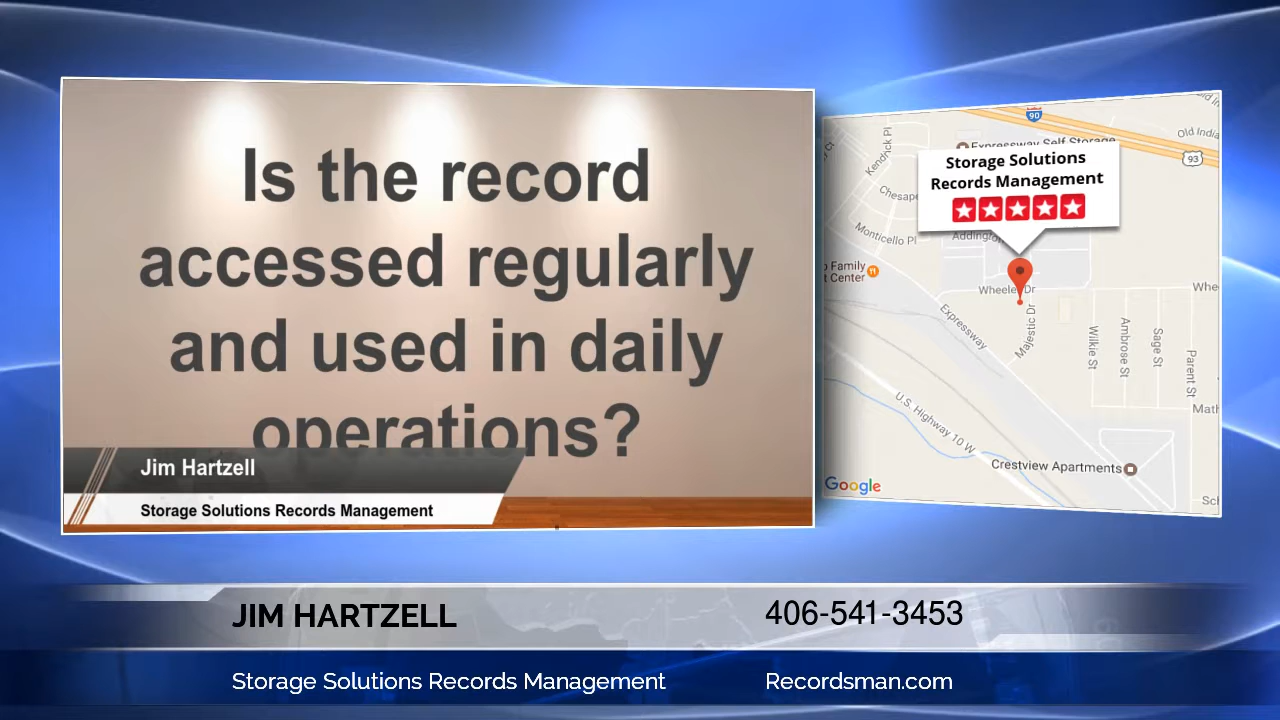 Is the record
accessed regularly
and used in daily
operations?
Jim Hartzell
Storage Solutions Records Management
90
Old India
93
Kendrick Pl
Expressway Self Storage
Storage Solutions
Records Management
Chesape
Monticello Pl
Addington
Family
Center
Wheeler Dr
Whe
Expressway
Majestic Dr
Wilkie St
Ambrose St
Sage St
Parent St
U.S. Highway 10 W
Crestview Apartments
Google
JIM HARTZELL
406-541-3453
Storage Solutions Records Management
Recordsman.com